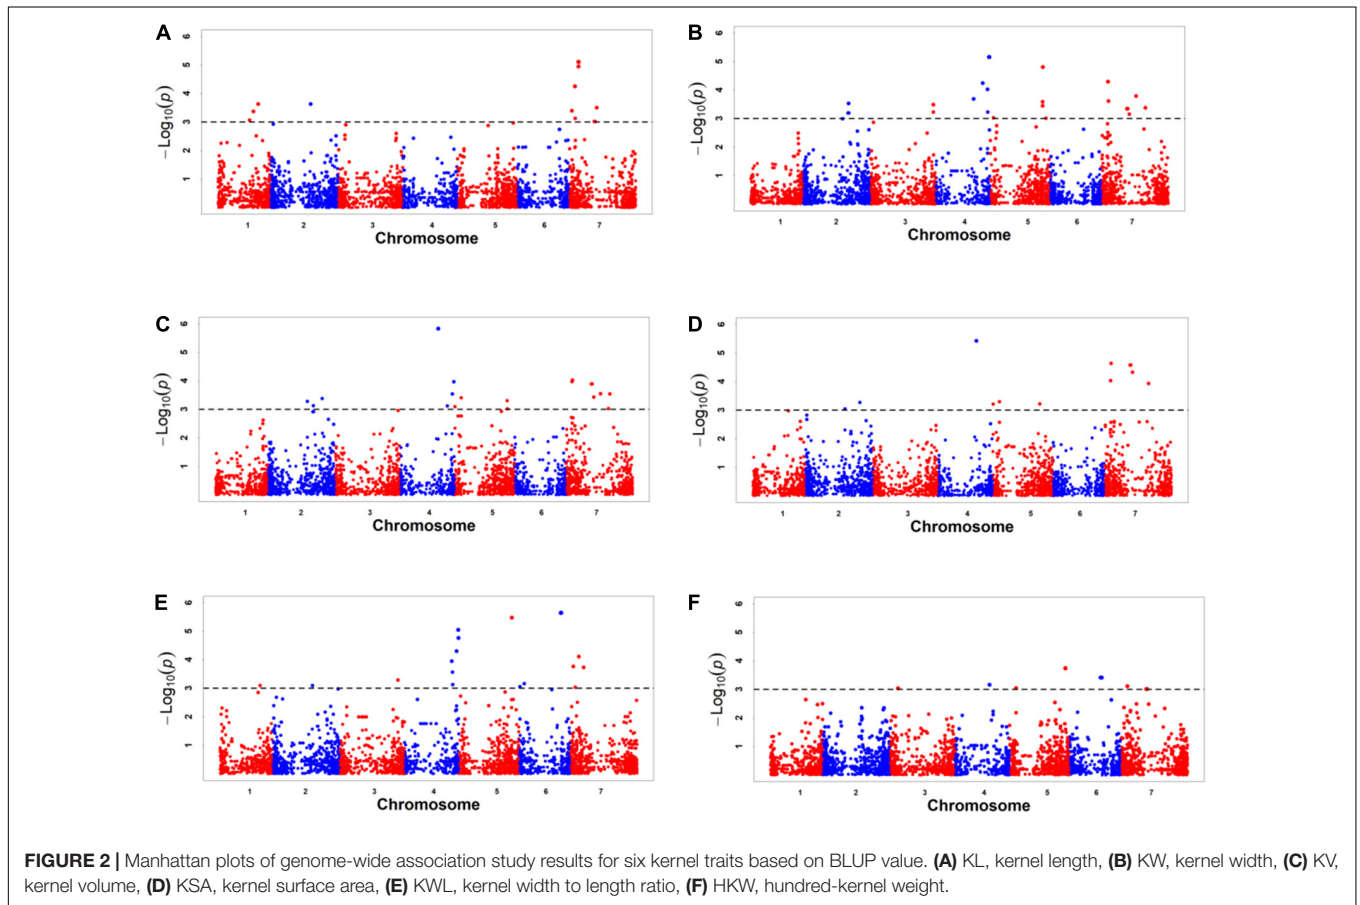 A
6
5
4
3
2
1
−Log10(p)
1 2 3 4 5 6 7
Chromosome
B
6
5
4
3
2
1
−Log10(p)
1 2 3 4 5 6 7
Chromosome
C
6
5
4
3
2
1
−Log10(p)
1 2 3 4 5 6 7
Chromosome
D
6
5
4
3
2
1
−Log10(p)
1 2 3 4 5 6 7
Chromosome
E
6
5
4
3
2
1
−Log10(p)
1 2 3 4 5 6 7
Chromosome
F
6
5
4
3
2
1
−Log10(p)
1 2 3 4 5 6 7
Chromosome
FIGURE 2 | Manhattan plots of genome-wide association study results for six kernel traits based on BLUP value. (A) KL, kernel length, (B) KW, kernel width, (C) KV,
kernel volume, (D) KSA, kernel surface area, (E) KWL, kernel width to length ratio, (F) HKW, hundred-kernel weight.